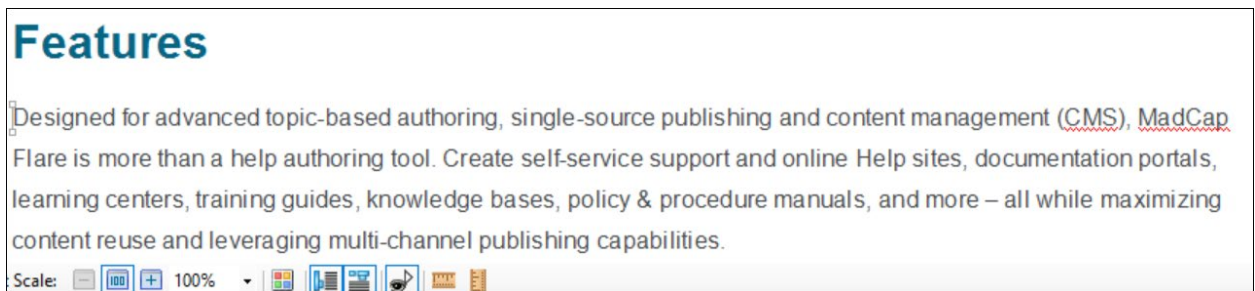 Features
Designed for advanced topic-based authoring, single-source publishing and content management (CMS), MadCap
Flare is more than a help authoring tool. Create self-service support and online Help sites, documentation portals,
learning centers, training guides, knowledge bases, policy & procedure manuals, and more – all while maximizing
content reuse and leveraging multi-channel publishing capabilities.
: Scale: 100 100%